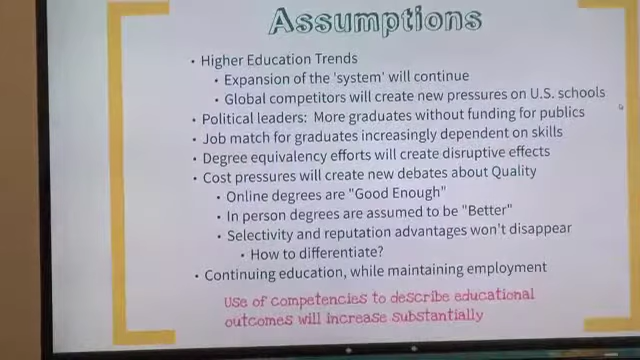 Assumptions
• Higher Education Trends
• Expansion of the 'system' will continue
• Global competitors will create new pressures on U.S. schools
• Political leaders: More graduates without funding for publics
• Job match for graduates increasingly dependent on skills
• Degree equivalency efforts will create disruptive effects
• Cost pressures will create new debates about Quality
• Online degrees are "Good Enough"
• In person degrees are assumed to be "Better"
• Selectivity and reputation advantages won't disappear
• How to differentiate?
• Continuing education, while maintaining employment
Use of competencies to describe educational
outcomes will increase substantially